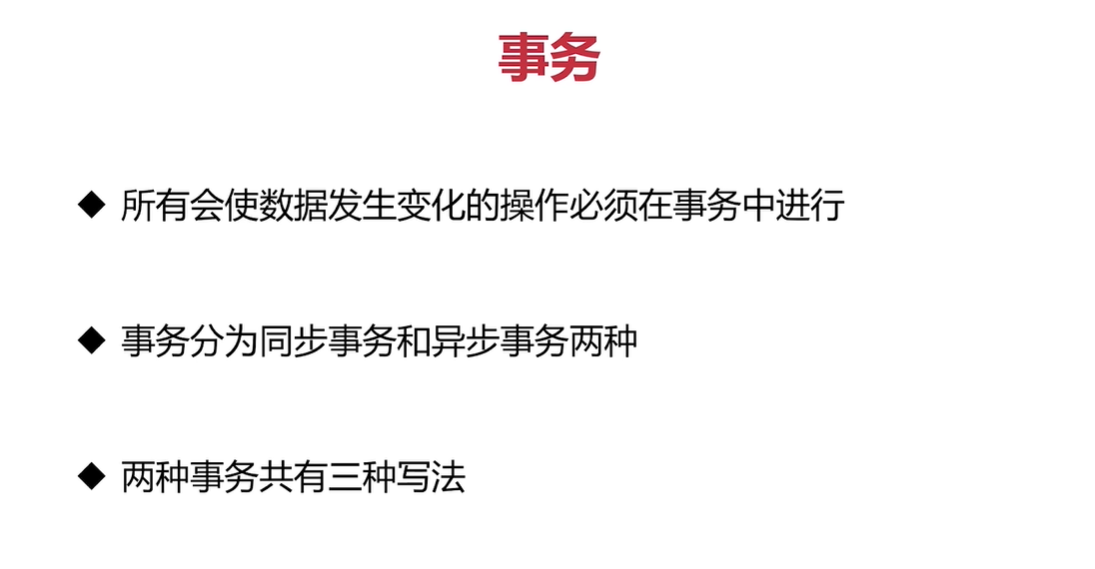 事务
◆ 所有会使数据发生变化的操作必须在事务中进行
◆ 事务分为同步事务和异步事务两种
◆ 两种事务共有三种写法